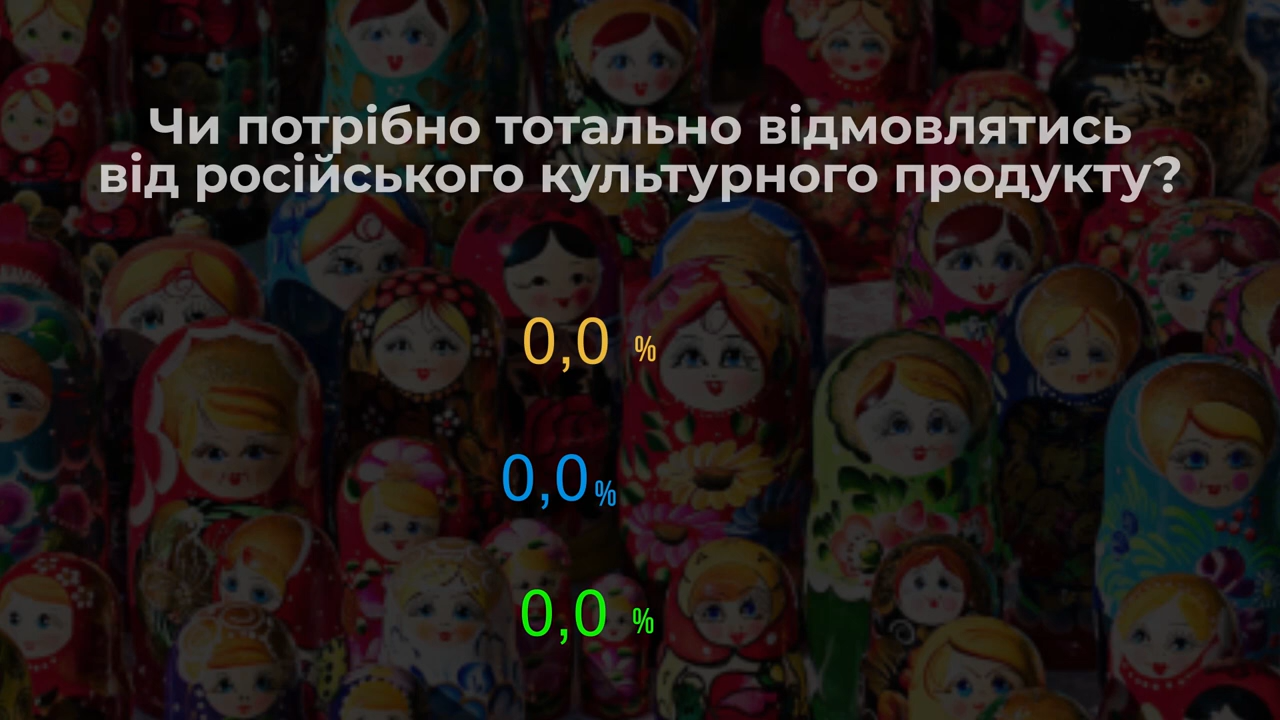 Чи потрібно тотально відмовлятись
від російського культурного продукту?
0,0 %
0,0 %
0,0 %